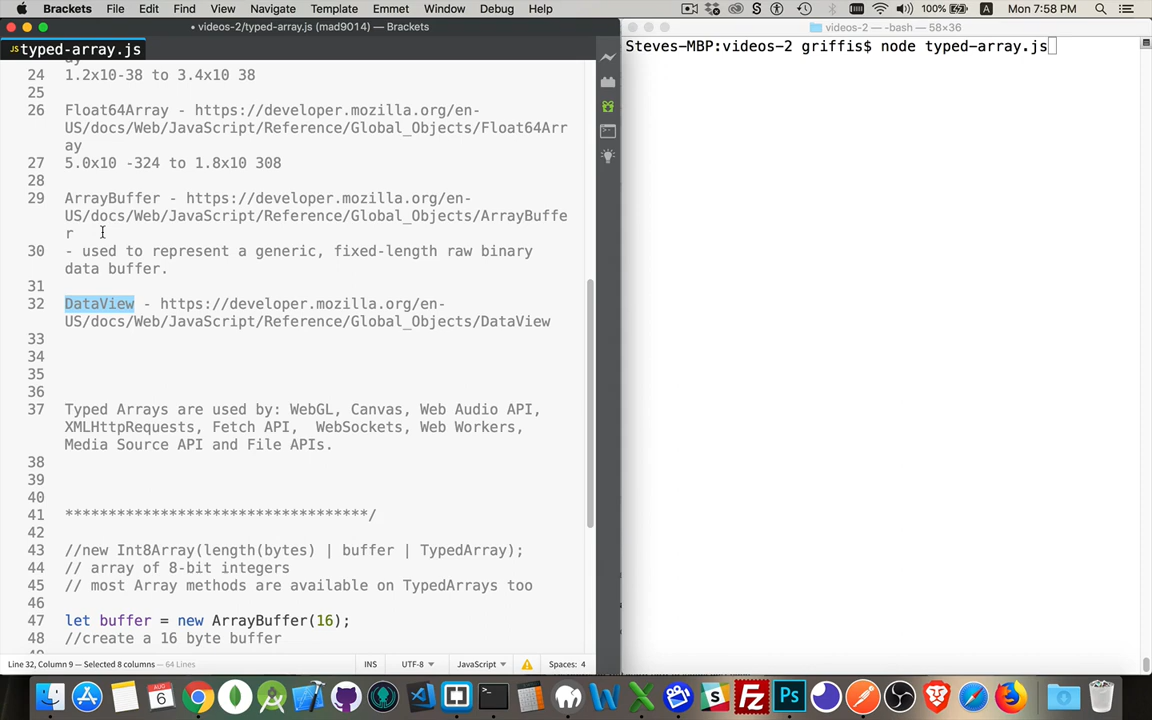 Brackets File Edit Find View Navigate Template Emmet Window Debug Help 100% A Mon 7:58 PM
• videos-2/typed-array.js (mad9014) — Brackets
videos-2 — -bash — 58×36
JS typed-array.js
Steves-MBP:videos-2 griffis$ node typed-array.js
24 1.2x10-38 to 3.4x10 38
25
26 Float64Array - https://developer.mozilla.org/en-
US/docs/Web/JavaScript/Reference/Global_Objects/Float64Arr
ay
27 5.0x10 -324 to 1.8x10 308
28
29 ArrayBuffer - https://developer.mozilla.org/en-
US/docs/Web/JavaScript/Reference/Global_Objects/ArrayBuffe
r
30 - used to represent a generic, fixed-length raw binary
data buffer.
31
32 DataView - https://developer.mozilla.org/en-
US/docs/Web/JavaScript/Reference/Global_Objects/DataView
33
34
35
36
37 Typed Arrays are used by: WebGL, Canvas, Web Audio API,
XMLHttpRequests, Fetch API,  WebSockets, Web Workers,
Media Source API and File APIs.
38
39
40
41 ***********************************/
42
43 //new Int8Array(length(bytes) | buffer | TypedArray);
44 // array of 8-bit integers
45 // most Array methods are available on TypedArrays too
46
47 let buffer = new ArrayBuffer(16);
48 //create a 16 byte buffer
Line 32, Column 9 — Selected 8 columns — 64 Lines INS UTF-8 JavaScript Spaces: 4